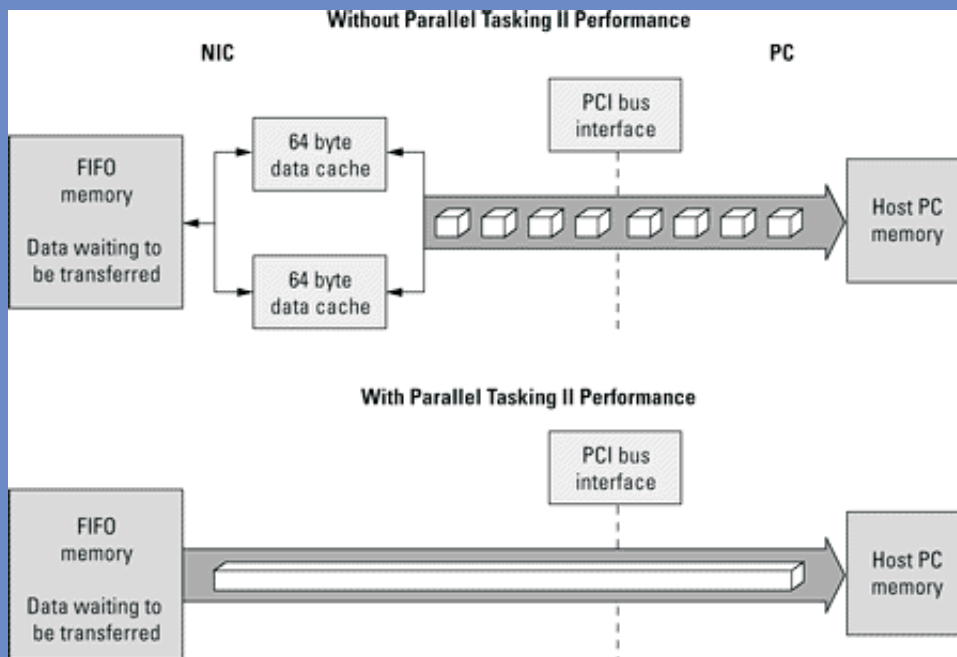 Without Parallel Tasking II Performance
NIC
PC
PCI bus
interface
64 byte
data cache
FIFO
memory
Data waiting to
be transferred
Host PC
memory
64 byte
data cache
With Parallel Tasking II Performance
PCI bus
interface
FIFO
memory
Data waiting to
be transferred
Host PC
memory